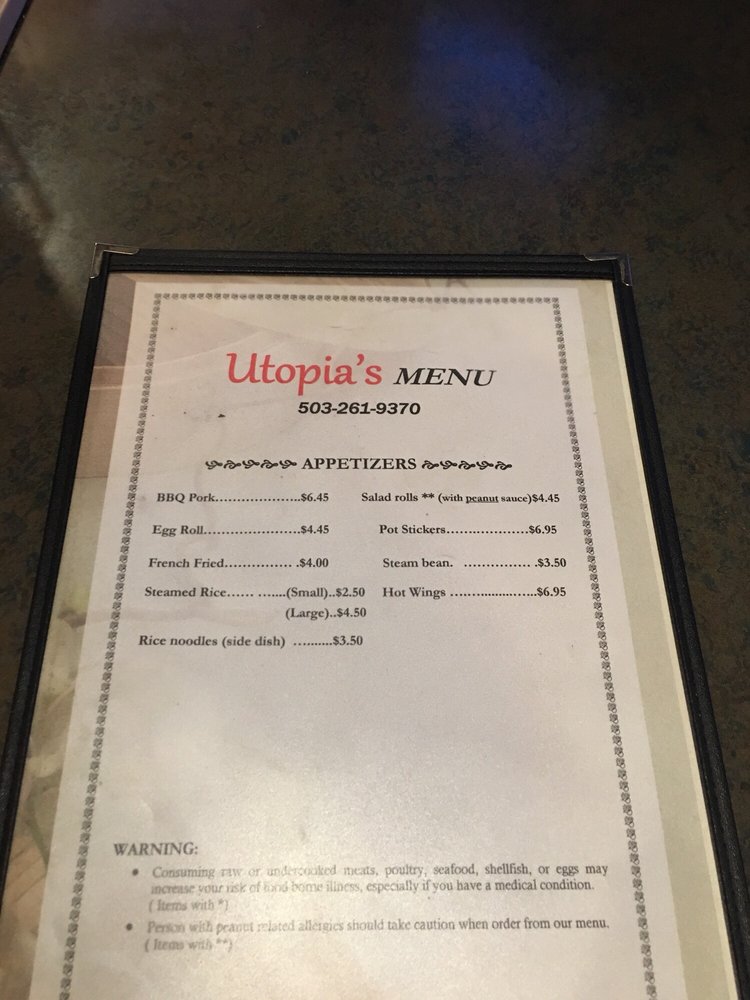 Utopia's MENU
503-261-9370
APPETIZERS
BBQ Pork.....................$6.45 Salad rolls ** (with peanut sauce)$4.45
Egg Roll........................$4.45 Pot Stickers....................$6.95
French Fried................. .$4.00 Steam bean. ................ .$3.50
Steamed Rice...... .......(Small)..$2.50 Hot Wings ......................$6.95
(Large)..$4.50
Rice noodles (side dish) ..........$3.50
WARNING:
• Consuming raw or undercooked meats, poultry, seafood, shellfish, or eggs may
increase your risk of food borne illness, especially if you have a medical condition.
( Items with *)
• Person with peanut related allergies should take caution when order from our menu.
( Items with **)